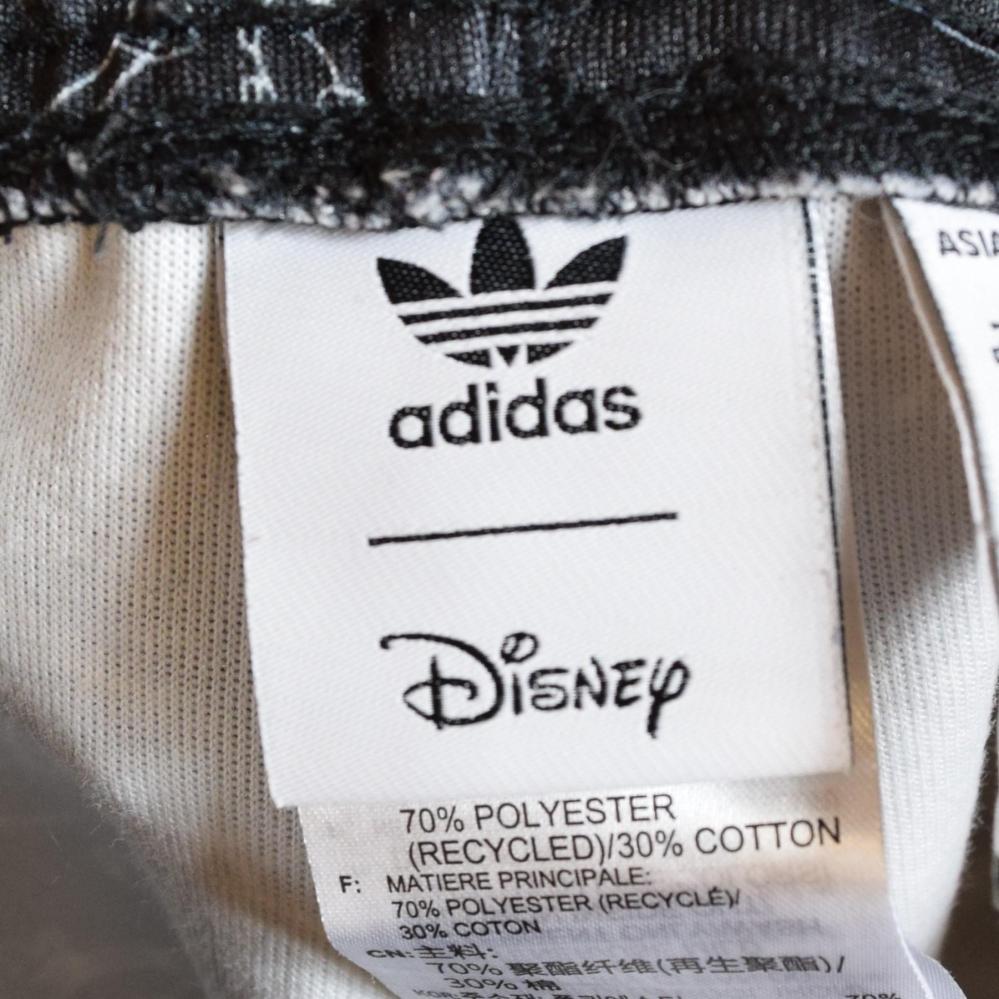 adidas
Disney
70% POLYESTER
(RECYCLED)/30% COTTON
F: MATIERE PRINCIPALE:
70% POLYESTER (RECYCLÉ)/
30% COTON
CN: 主料:
70% 聚酯纤维(再生聚酯)/
30% 棉
70%
ASIA